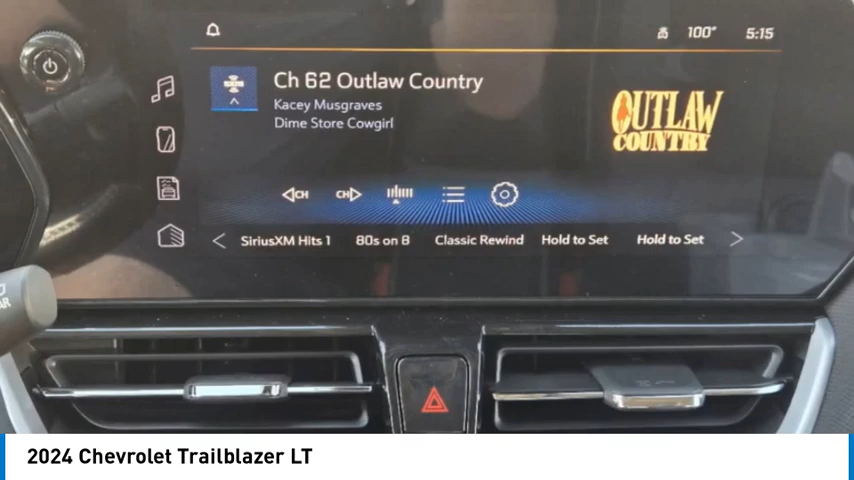 100° 5:15
Ch 62 Outlaw Country
Kacey Musgraves
Dime Store Cowgirl
OUTLAW
COUNTRY
CH CH
SiriusXM Hits 1 80s on 8 Classic Rewind Hold to Set Hold to Set
2024 Chevrolet Trailblazer LT